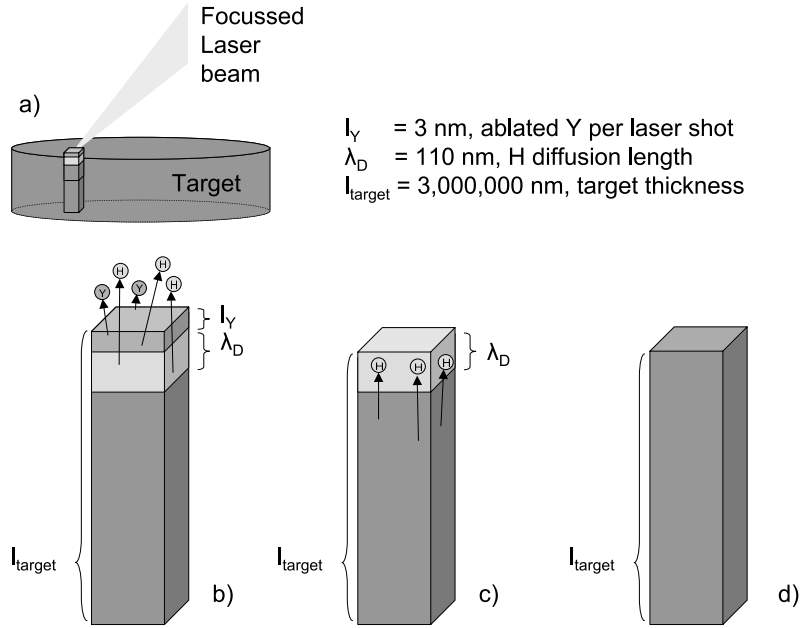 Focussed
Laser
beam
a)
Target
l_Y = 3 nm, ablated Y per laser shot
λ_D = 110 nm, H diffusion length
l_target = 3,000,000 nm, target thickness
H
H
Y
Y
H
l_Y
λ_D
l_target
b)
H
H
H
λ_D
l_target
c)
l_target
d)